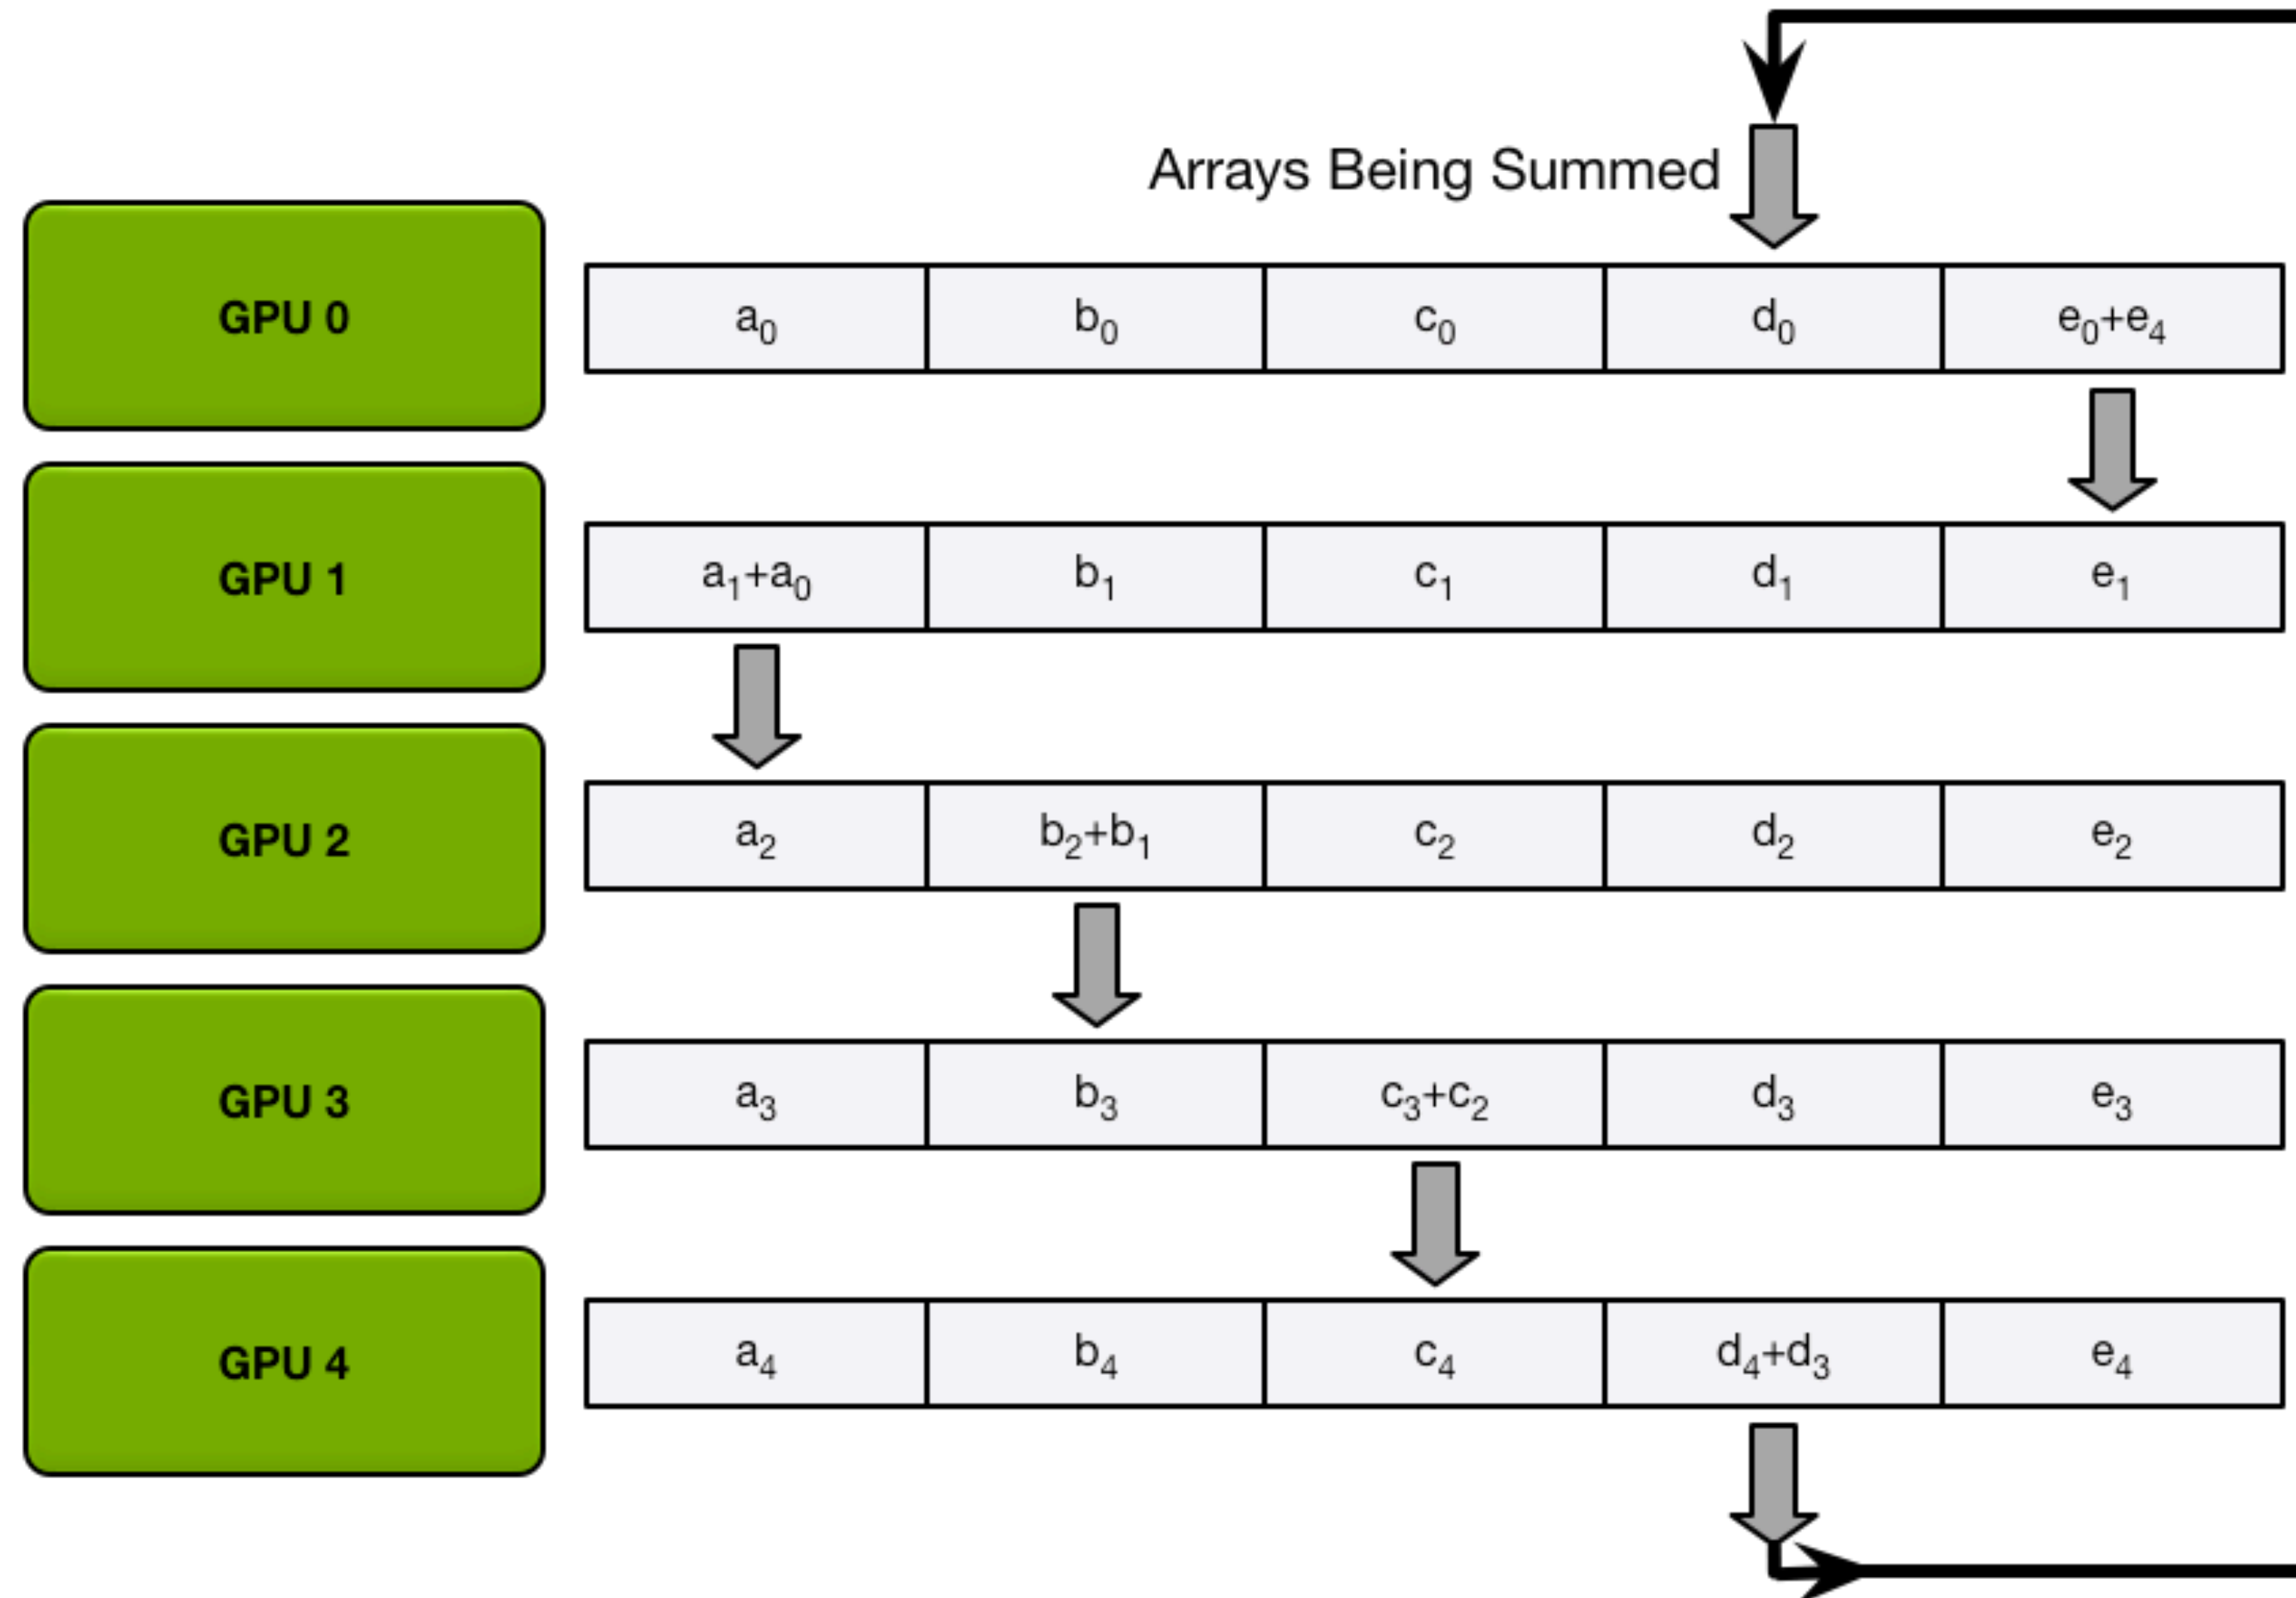 Arrays Being Summed
GPU 0
a₀ b₀ c₀ d₀ e₀+e₄
GPU 1
a₁+a₀ b₁ c₁ d₁ e₁
GPU 2
a₂ b₂+b₁ c₂ d₂ e₂
GPU 3
a₃ b₃ c₃+c₂ d₃ e₃
GPU 4
a₄ b₄ c₄ d₄+d₃ e₄